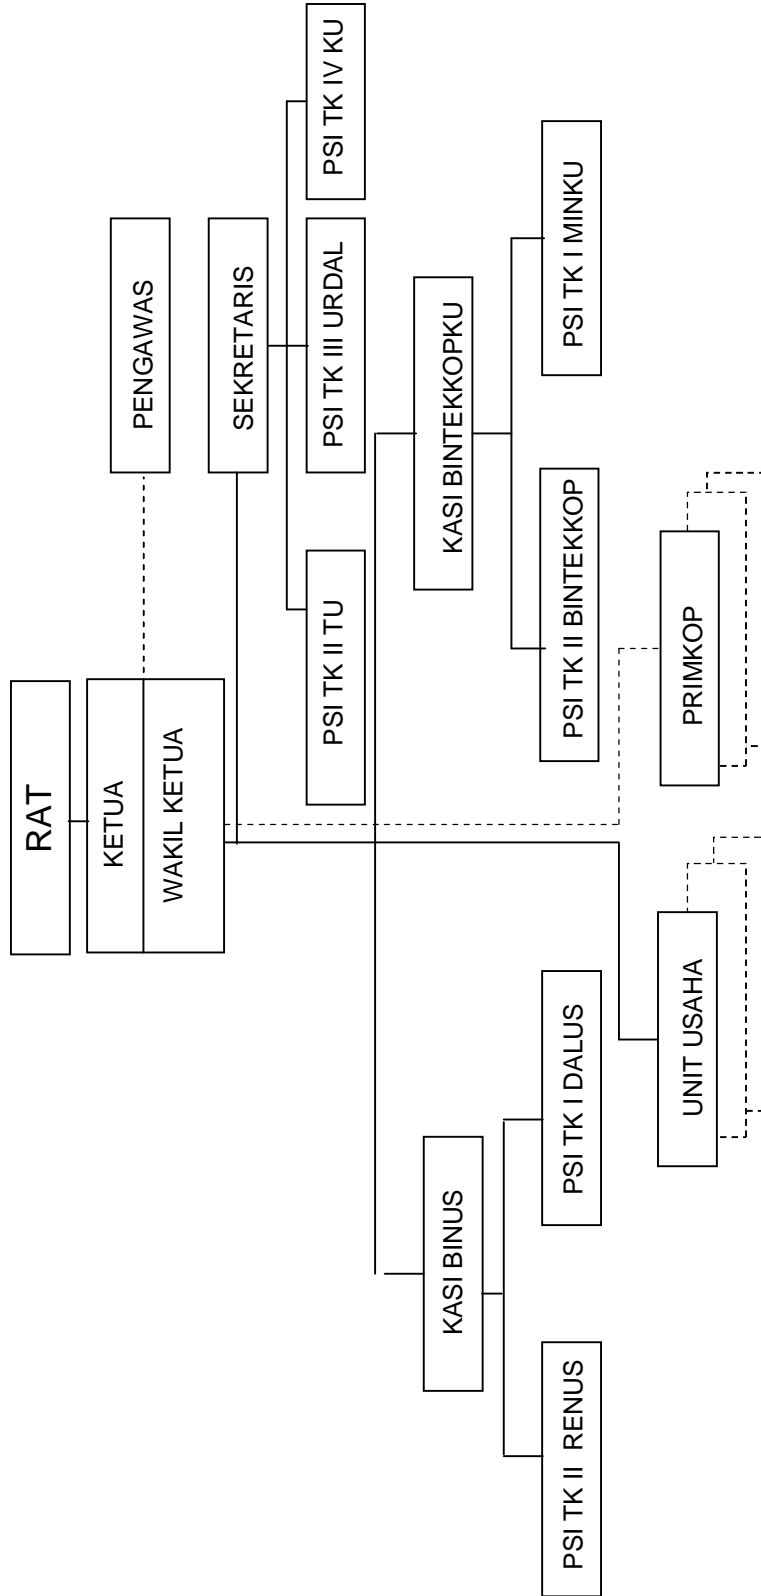 RAT
KETUA
WAKIL KETUA
PENGAWAS
SEKRETARIS
PSI TK II TU
PSI TK III URDAL
PSI TK IV KU
KASI BINUS
KASI BINTEKKOPKU
PSI TK II RENUS
PSI TK I DALUS
PSI TK II BINTEKKOP
PSI TK I MINKU
UNIT USAHA
PRIMKOP